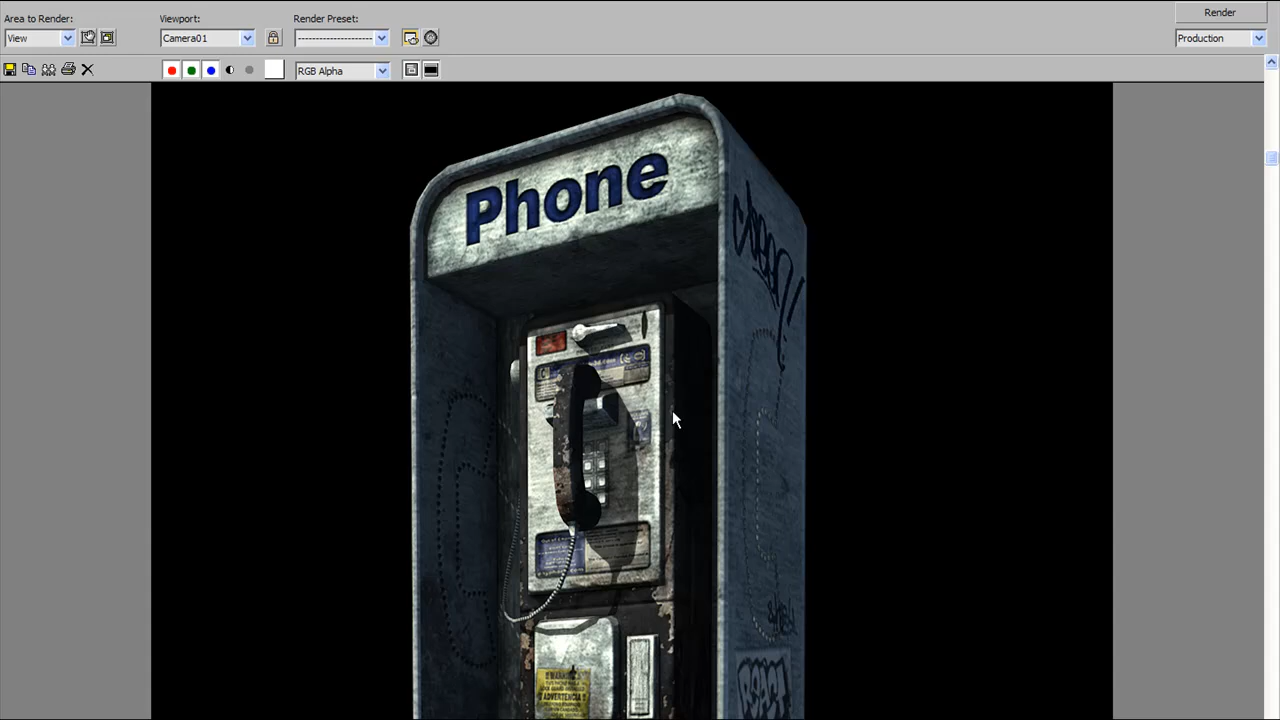 Area to Render:
Viewport:
Render Preset:
Render
View
Camera01
--------------------
Production
RGB Alpha
Phone
WARNING
ADVERTENCIA